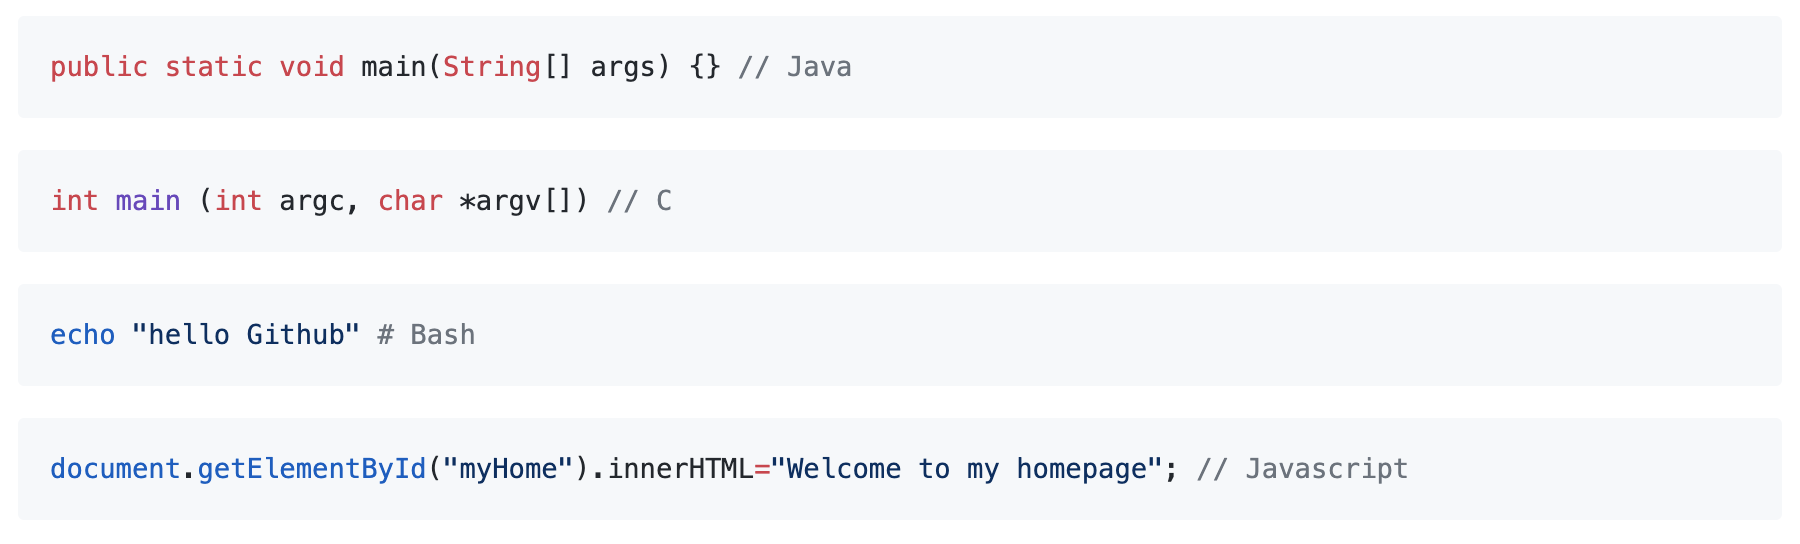 public static void main(String[] args) {} // Java
int main (int argc, char *argv[]) // C
echo "hello Github" # Bash
document.getElementById("myHome").innerHTML="Welcome to my homepage"; // Javascript